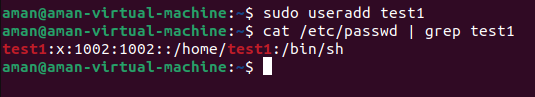 aman@aman-virtual-machine:~$ sudo useradd test1
aman@aman-virtual-machine:~$ cat /etc/passwd | grep test1
test1:x:1002:1002::/home/test1:/bin/sh
aman@aman-virtual-machine:~$